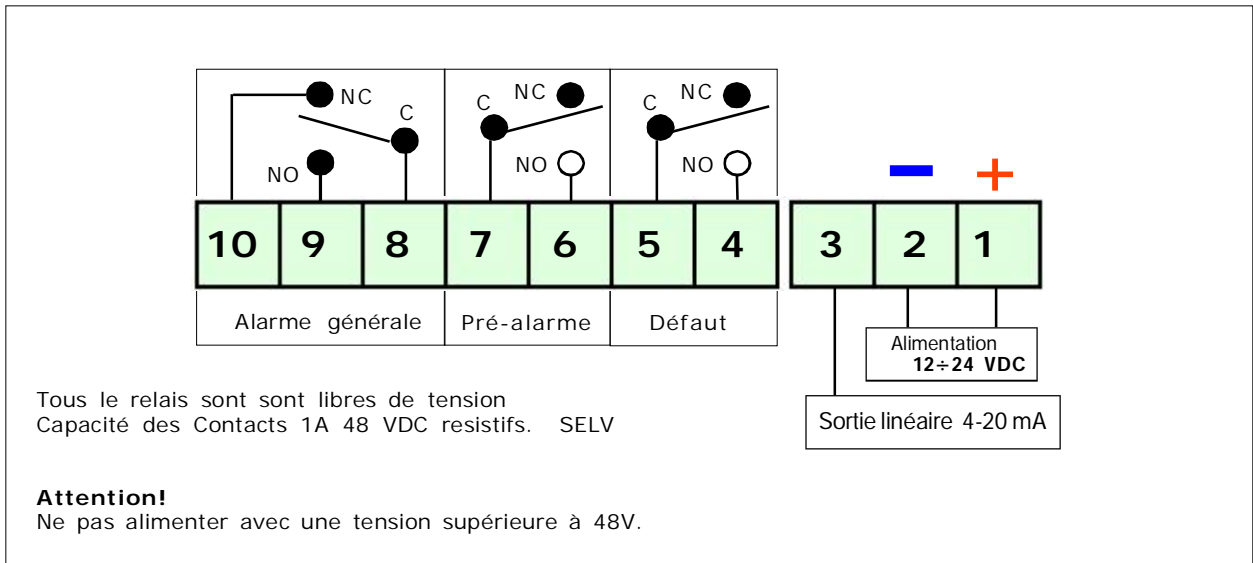 NC C C NC C NC
NO NO NO
− +
10 9 8 7 6 5 4 3 2 1
Alarme générale Pré-alarme Défaut
Alimentation
12÷24 VDC
Sortie linéaire 4-20 mA
Tous le relais sont sont libres de tension
Capacité des Contacts 1A 48 VDC resistifs. SELV
Attention!
Ne pas alimenter avec une tension supérieure à 48V.